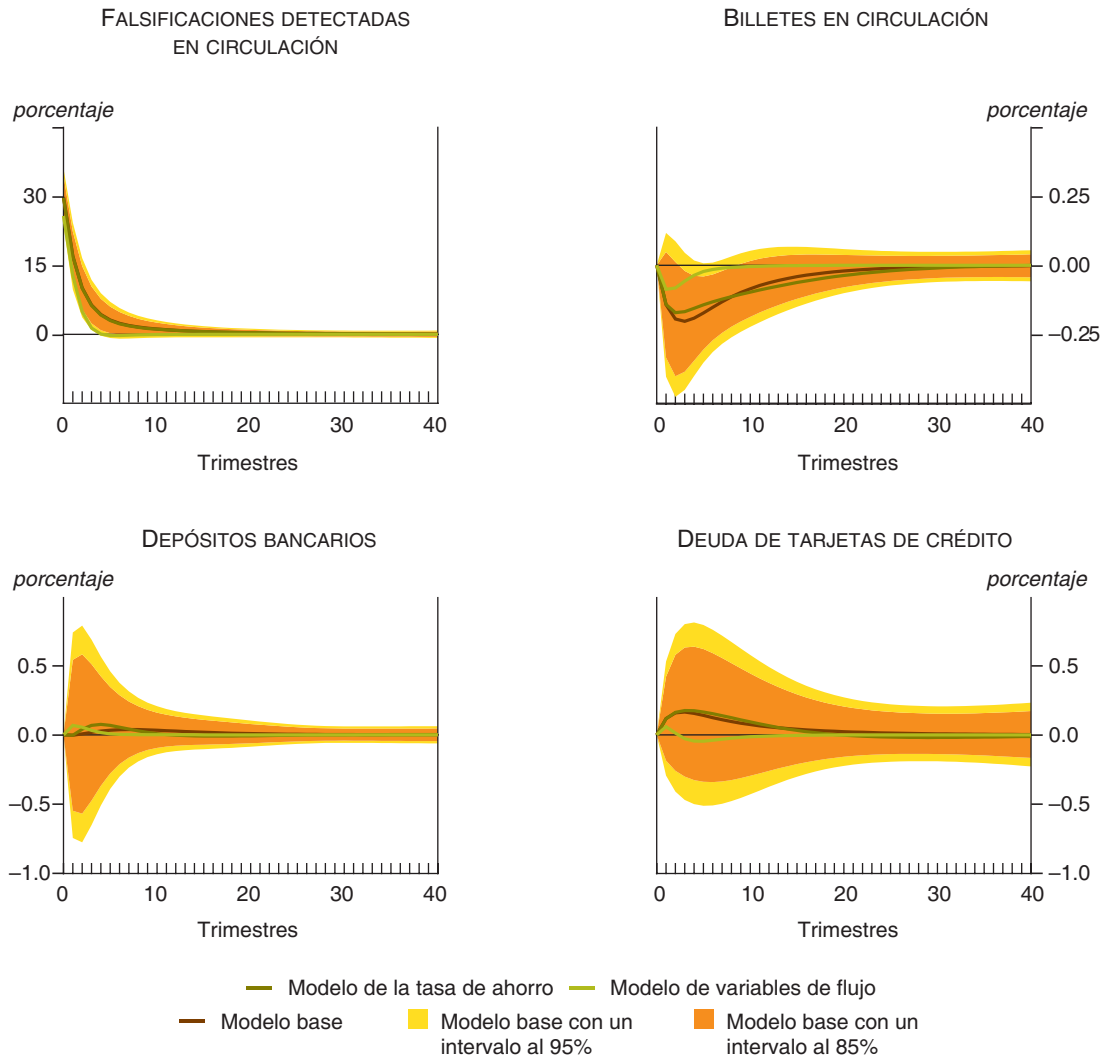 FALSIFICACIONES DETECTADAS
EN CIRCULACIÓN
porcentaje
30
15
0
0 10 20 30 40
Trimestres
BILLETES EN CIRCULACIÓN
porcentaje
0.25
0.00
–0.25
0 10 20 30 40
Trimestres
DEPÓSITOS BANCARIOS
porcentaje
0.5
0.0
–0.5
–1.0
0 10 20 30 40
Trimestres
DEUDA DE TARJETAS DE CRÉDITO
porcentaje
0.5
0.0
–0.5
–1.0
0 10 20 30 40
Trimestres
Modelo de la tasa de ahorro
Modelo de variables de flujo
Modelo base
Modelo base con un
intervalo al 95%
Modelo base con un
intervalo al 85%